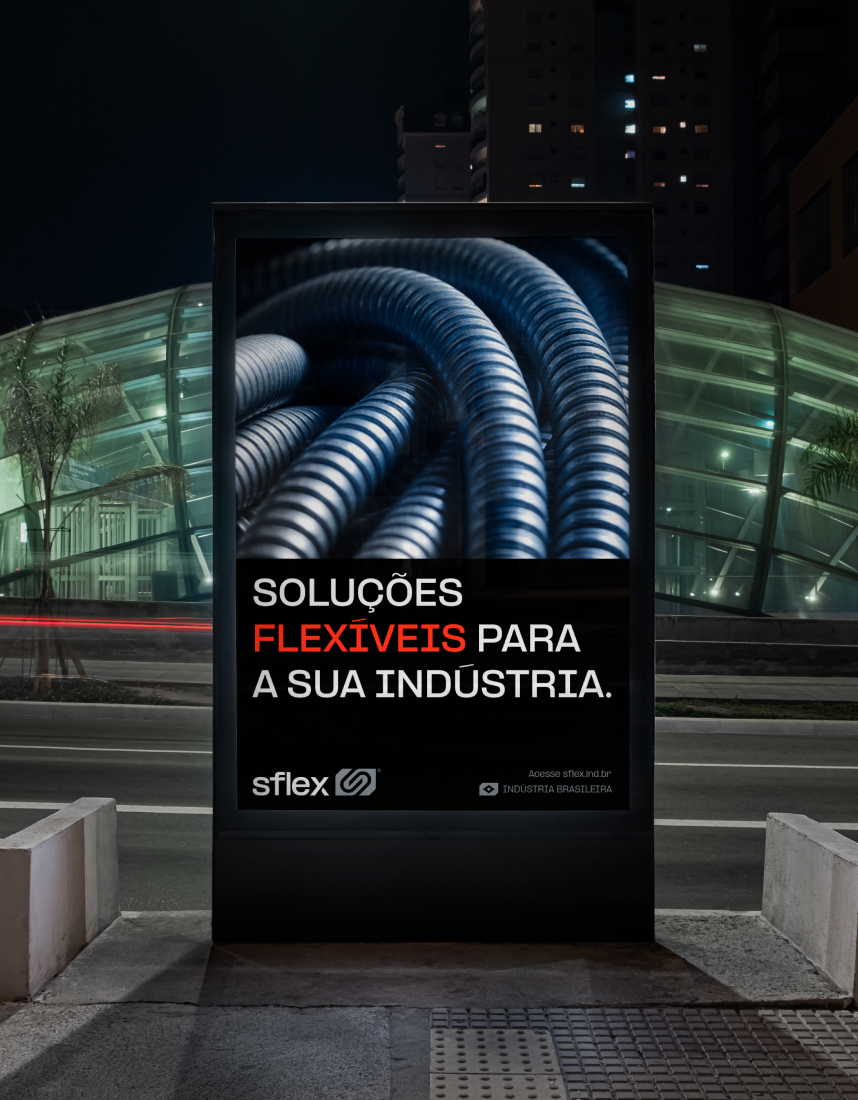 SOLUÇÕES
FLEXÍVEIS PARA
A SUA INDÚSTRIA.
sflex
Acesse sflex.ind.br
INDÚSTRIA BRASILEIRA